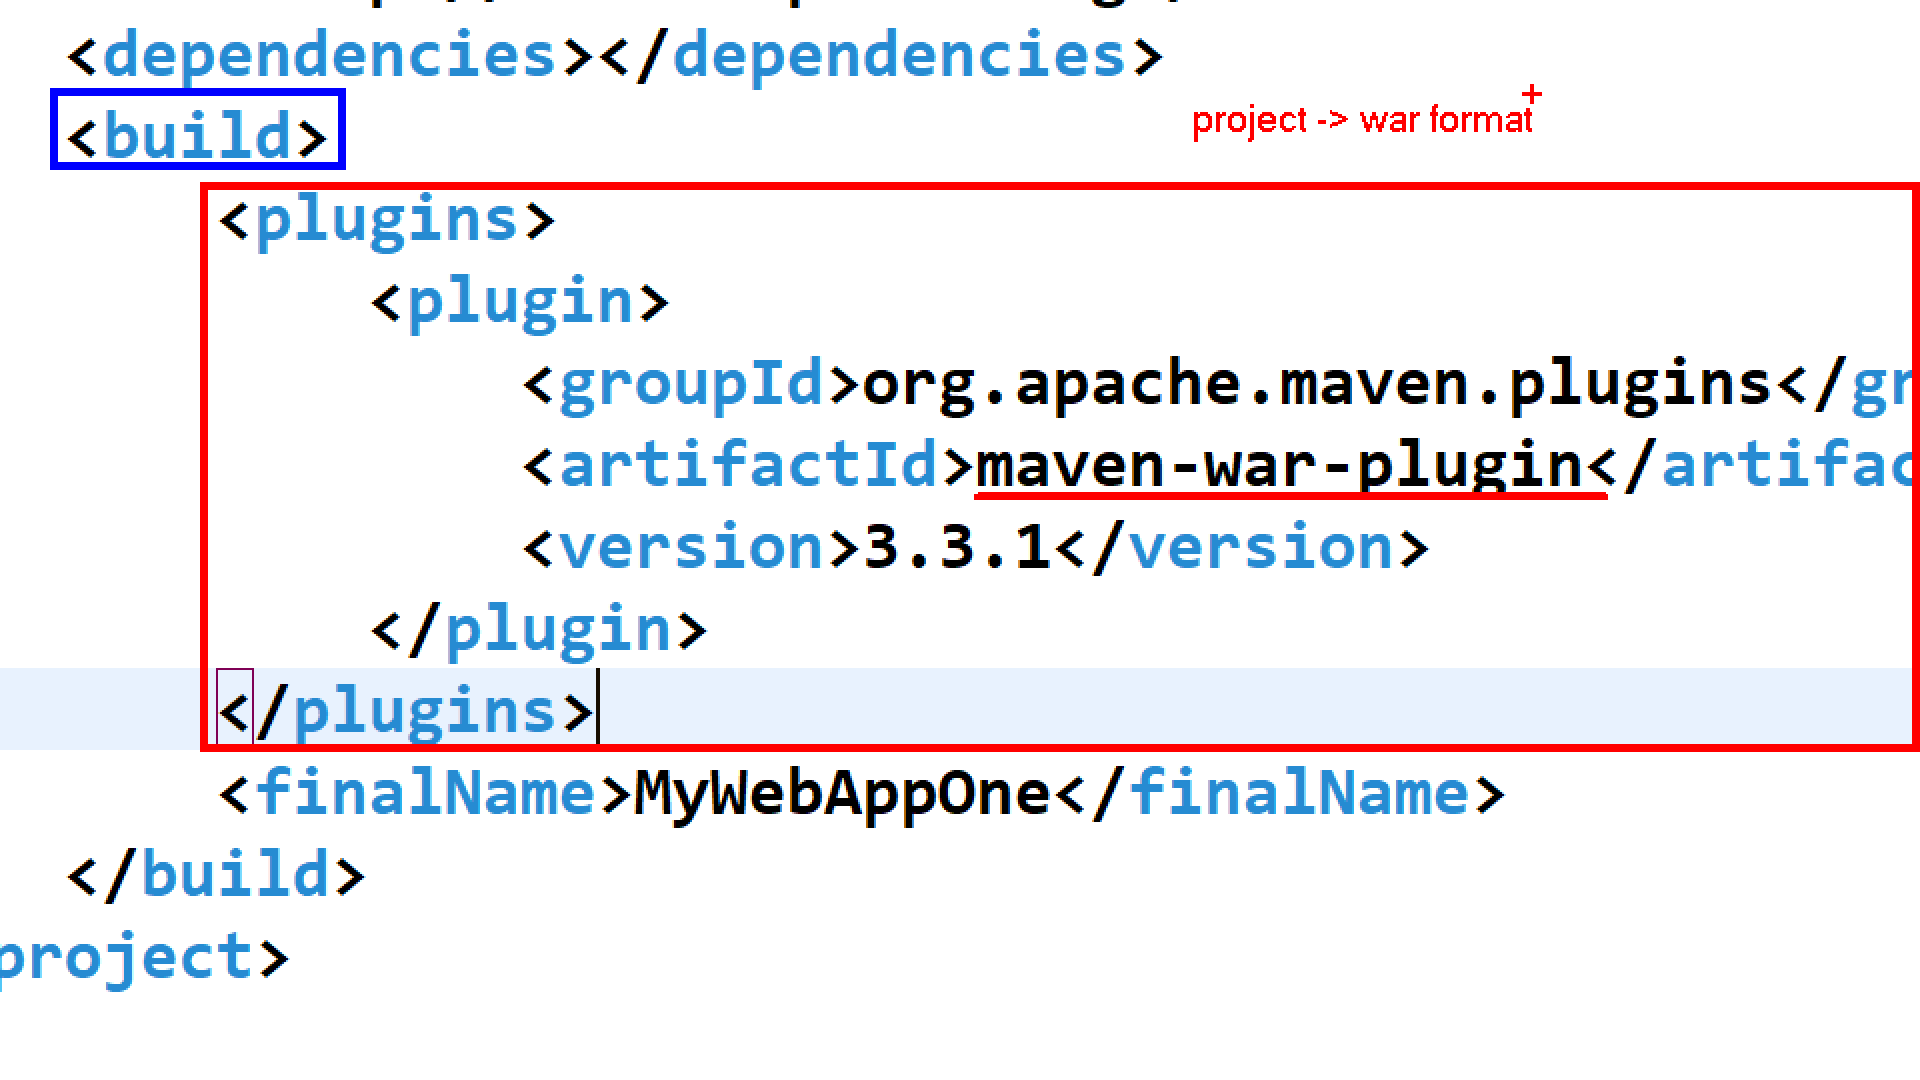 <dependencies></dependencies>
<build>
project -> war format
<plugins>
<plugin>
<groupId>org.apache.maven.plugins</gr
<artifactId>maven-war-plugin</artifac
<version>3.3.1</version>
</plugin>
</plugins>
<finalName>MyWebAppOne</finalName>
</build>
project>